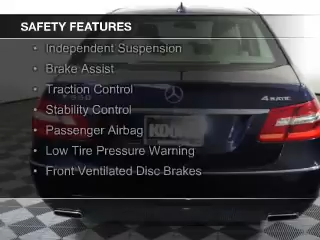 SAFETY FEATURES
• Independent Suspension
• Brake Assist
• Traction Control
• Stability Control
• Passenger Airbag
• Low Tire Pressure Warning
• Front Ventilated Disc Brakes
4MATIC